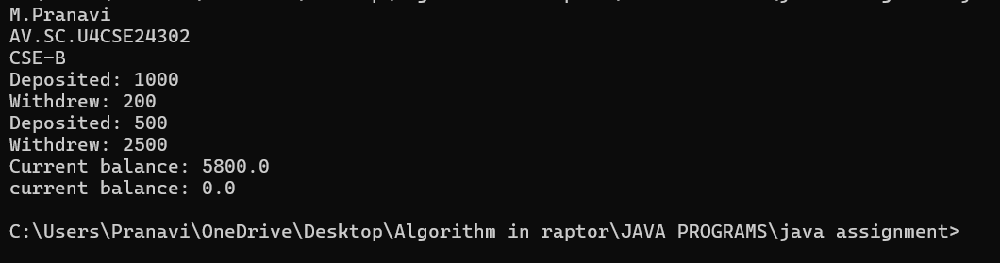 M.Pranavi
AV.SC.U4CSE24302
CSE-B
Deposited: 1000
Withdrew: 200
Deposited: 500
Withdrew: 2500
Current balance: 5800.0
current balance: 0.0
C:\Users\Pranavi\OneDrive\Desktop\Algorithm in raptor\JAVA PROGRAMS\java assignment>